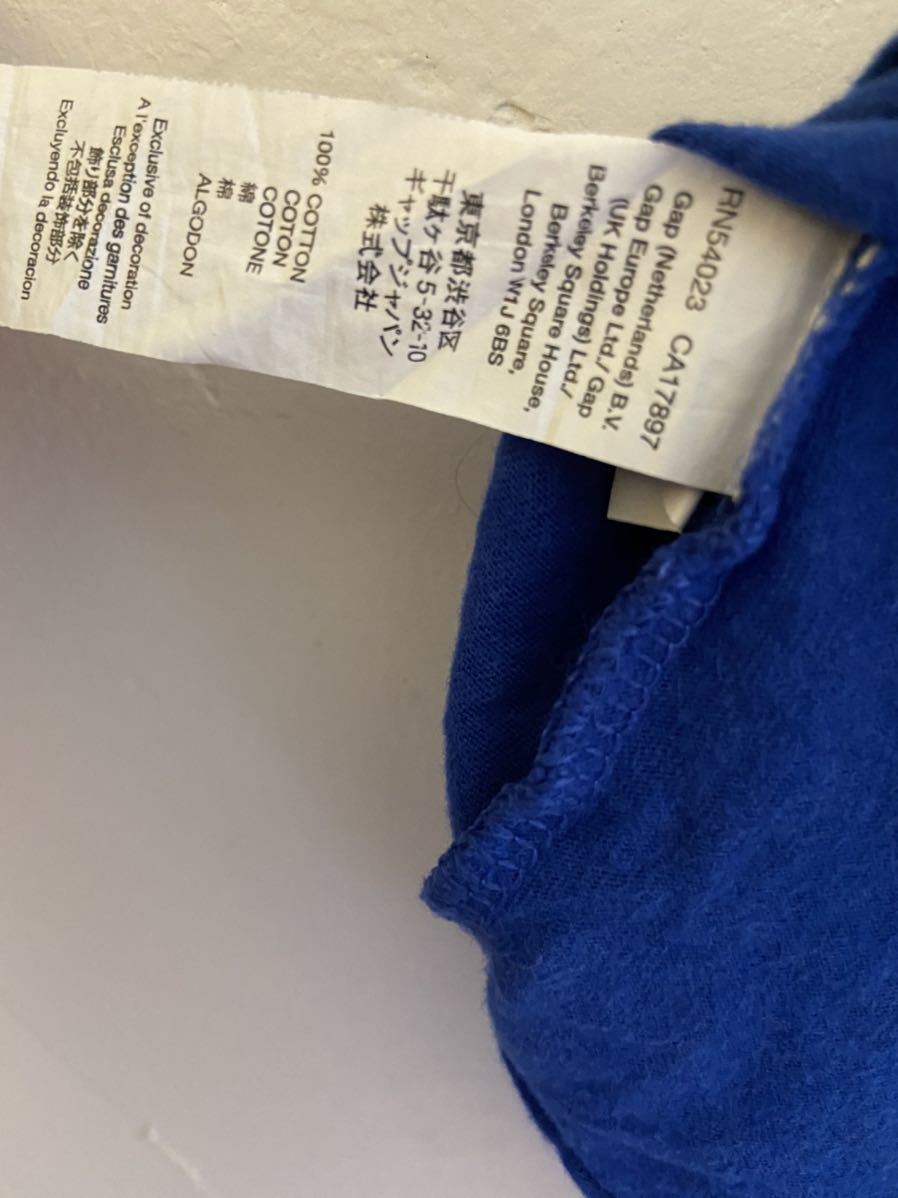 RN54023 CA17897
Gap (Netherlands) B.V.
Gap Europe Ltd./ Gap
(UK Holdings) Ltd./
Berkeley Square House,
Berkeley Square,
London W1J 6BS
東京都渋谷区
千駄ヶ谷5-32-10
ギャップジャパン
株式会社
100% COTTON
COTON
COTONE
綿
棉
ALGODON
Exclusive of decoration
A l'exception des garnitures
Esclusa decorazione
飾り部分を除く
不包括装饰部分
Excluyendo la decoracion